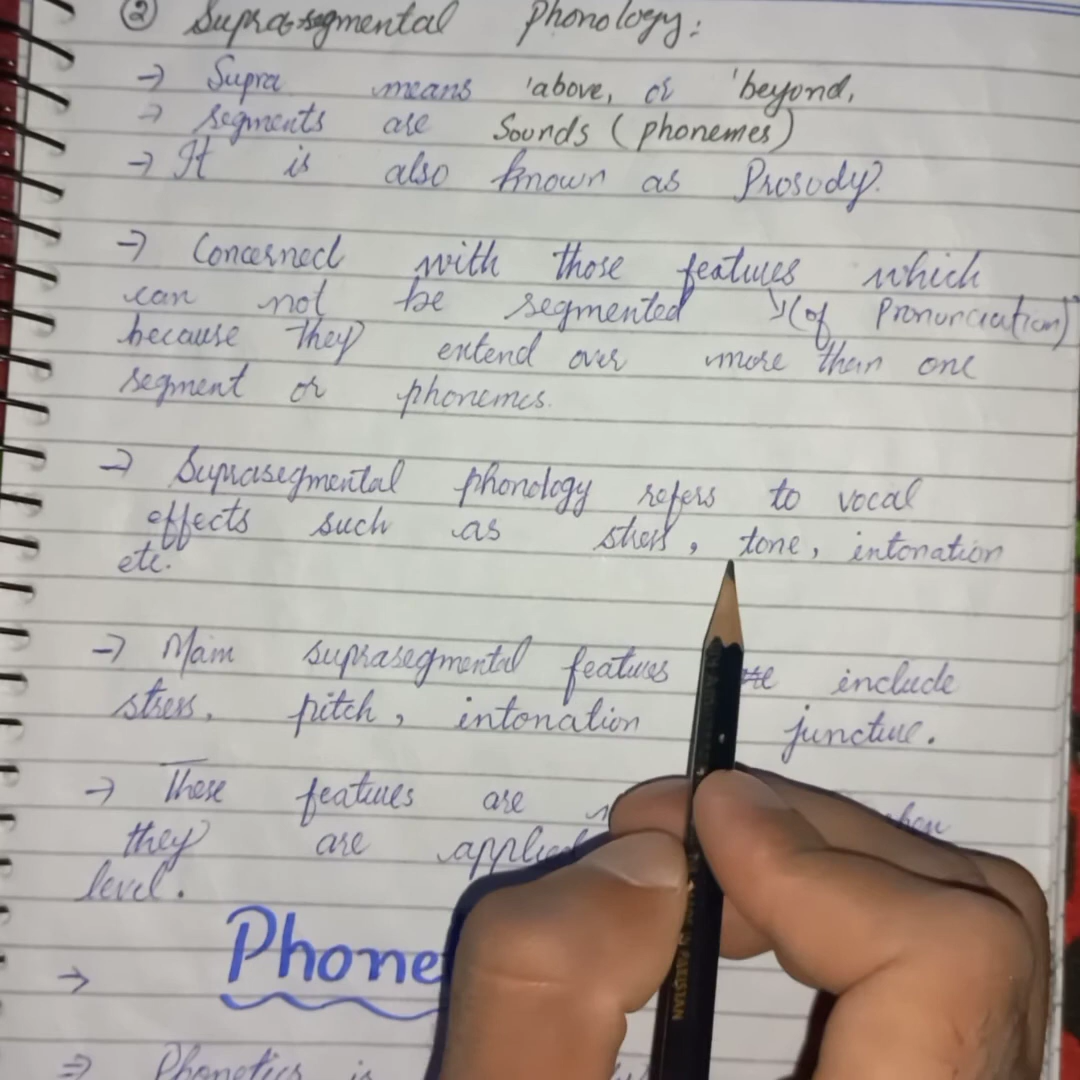 ② Suprasegmental Phonology:
→ Supra means 'above, or 'beyond,
→ segments are Sounds (phonemes)
→ It is also known as Prosody.
→ Concerned with those features which
can not be segmented ↘(of Pronunciation)
because they extend over more than one
segment or phonemes.
→ Suprasegmental phonology refers to vocal
effects such as stress, tone, intonation
etc.
→ Main suprasegmental features include
stress, pitch, intonation juncture.
→ These features are
they are applied
level.
→ Phone
⇒ Phonetics is
PAKISTAN